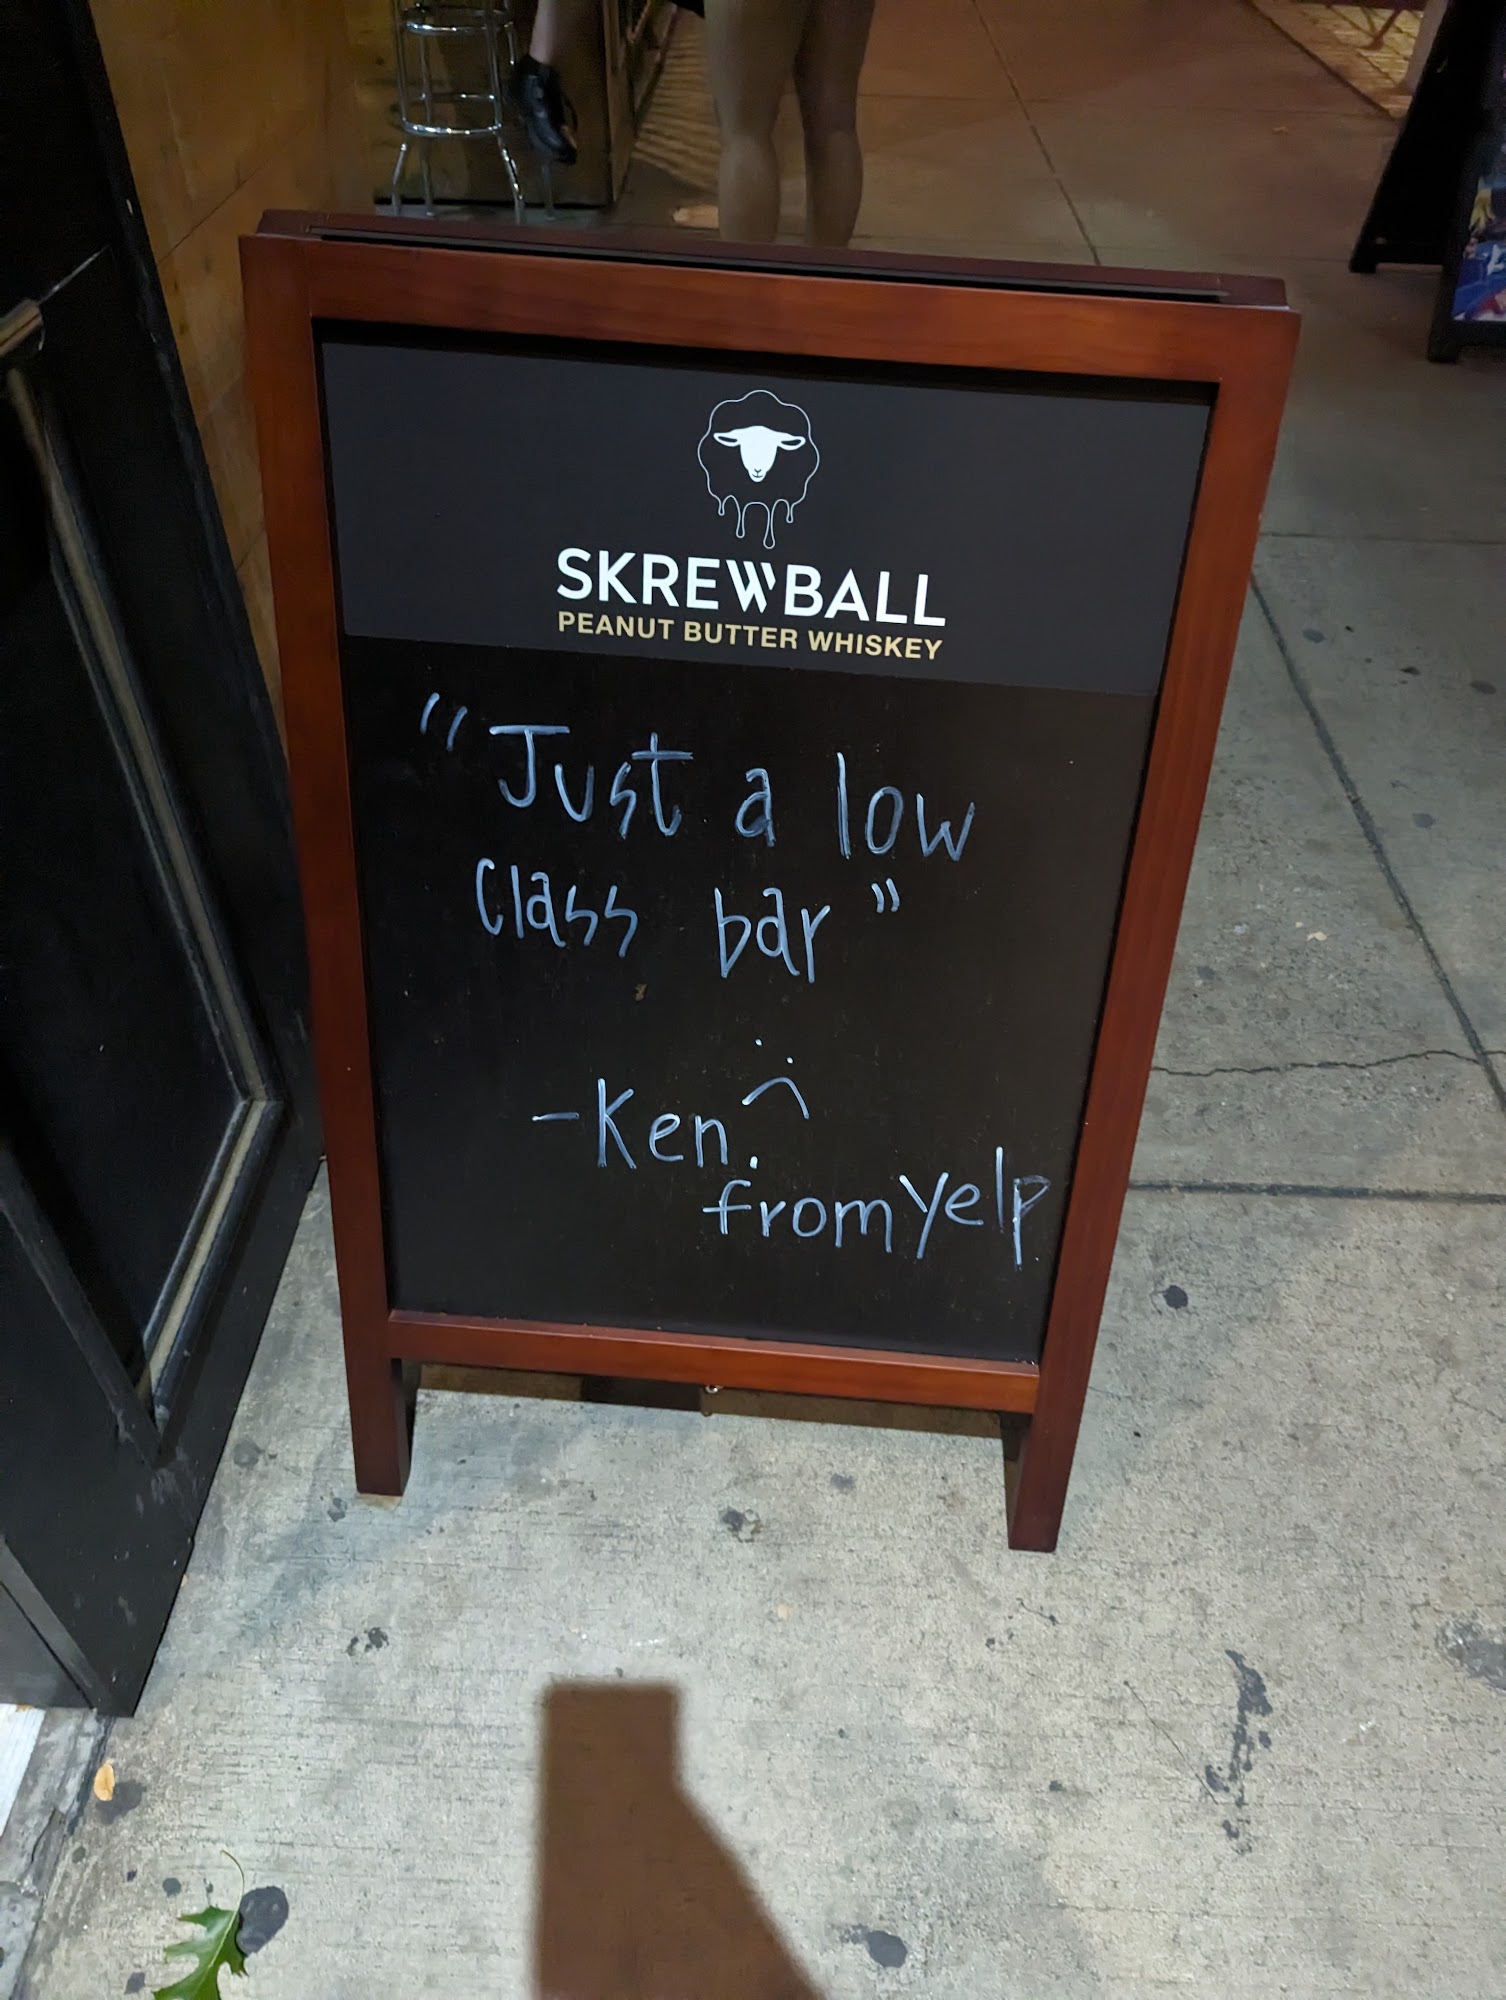 SKREWBALL
PEANUT BUTTER WHISKEY
"Just a low
class bar"
:(
-Ken.
from yelp